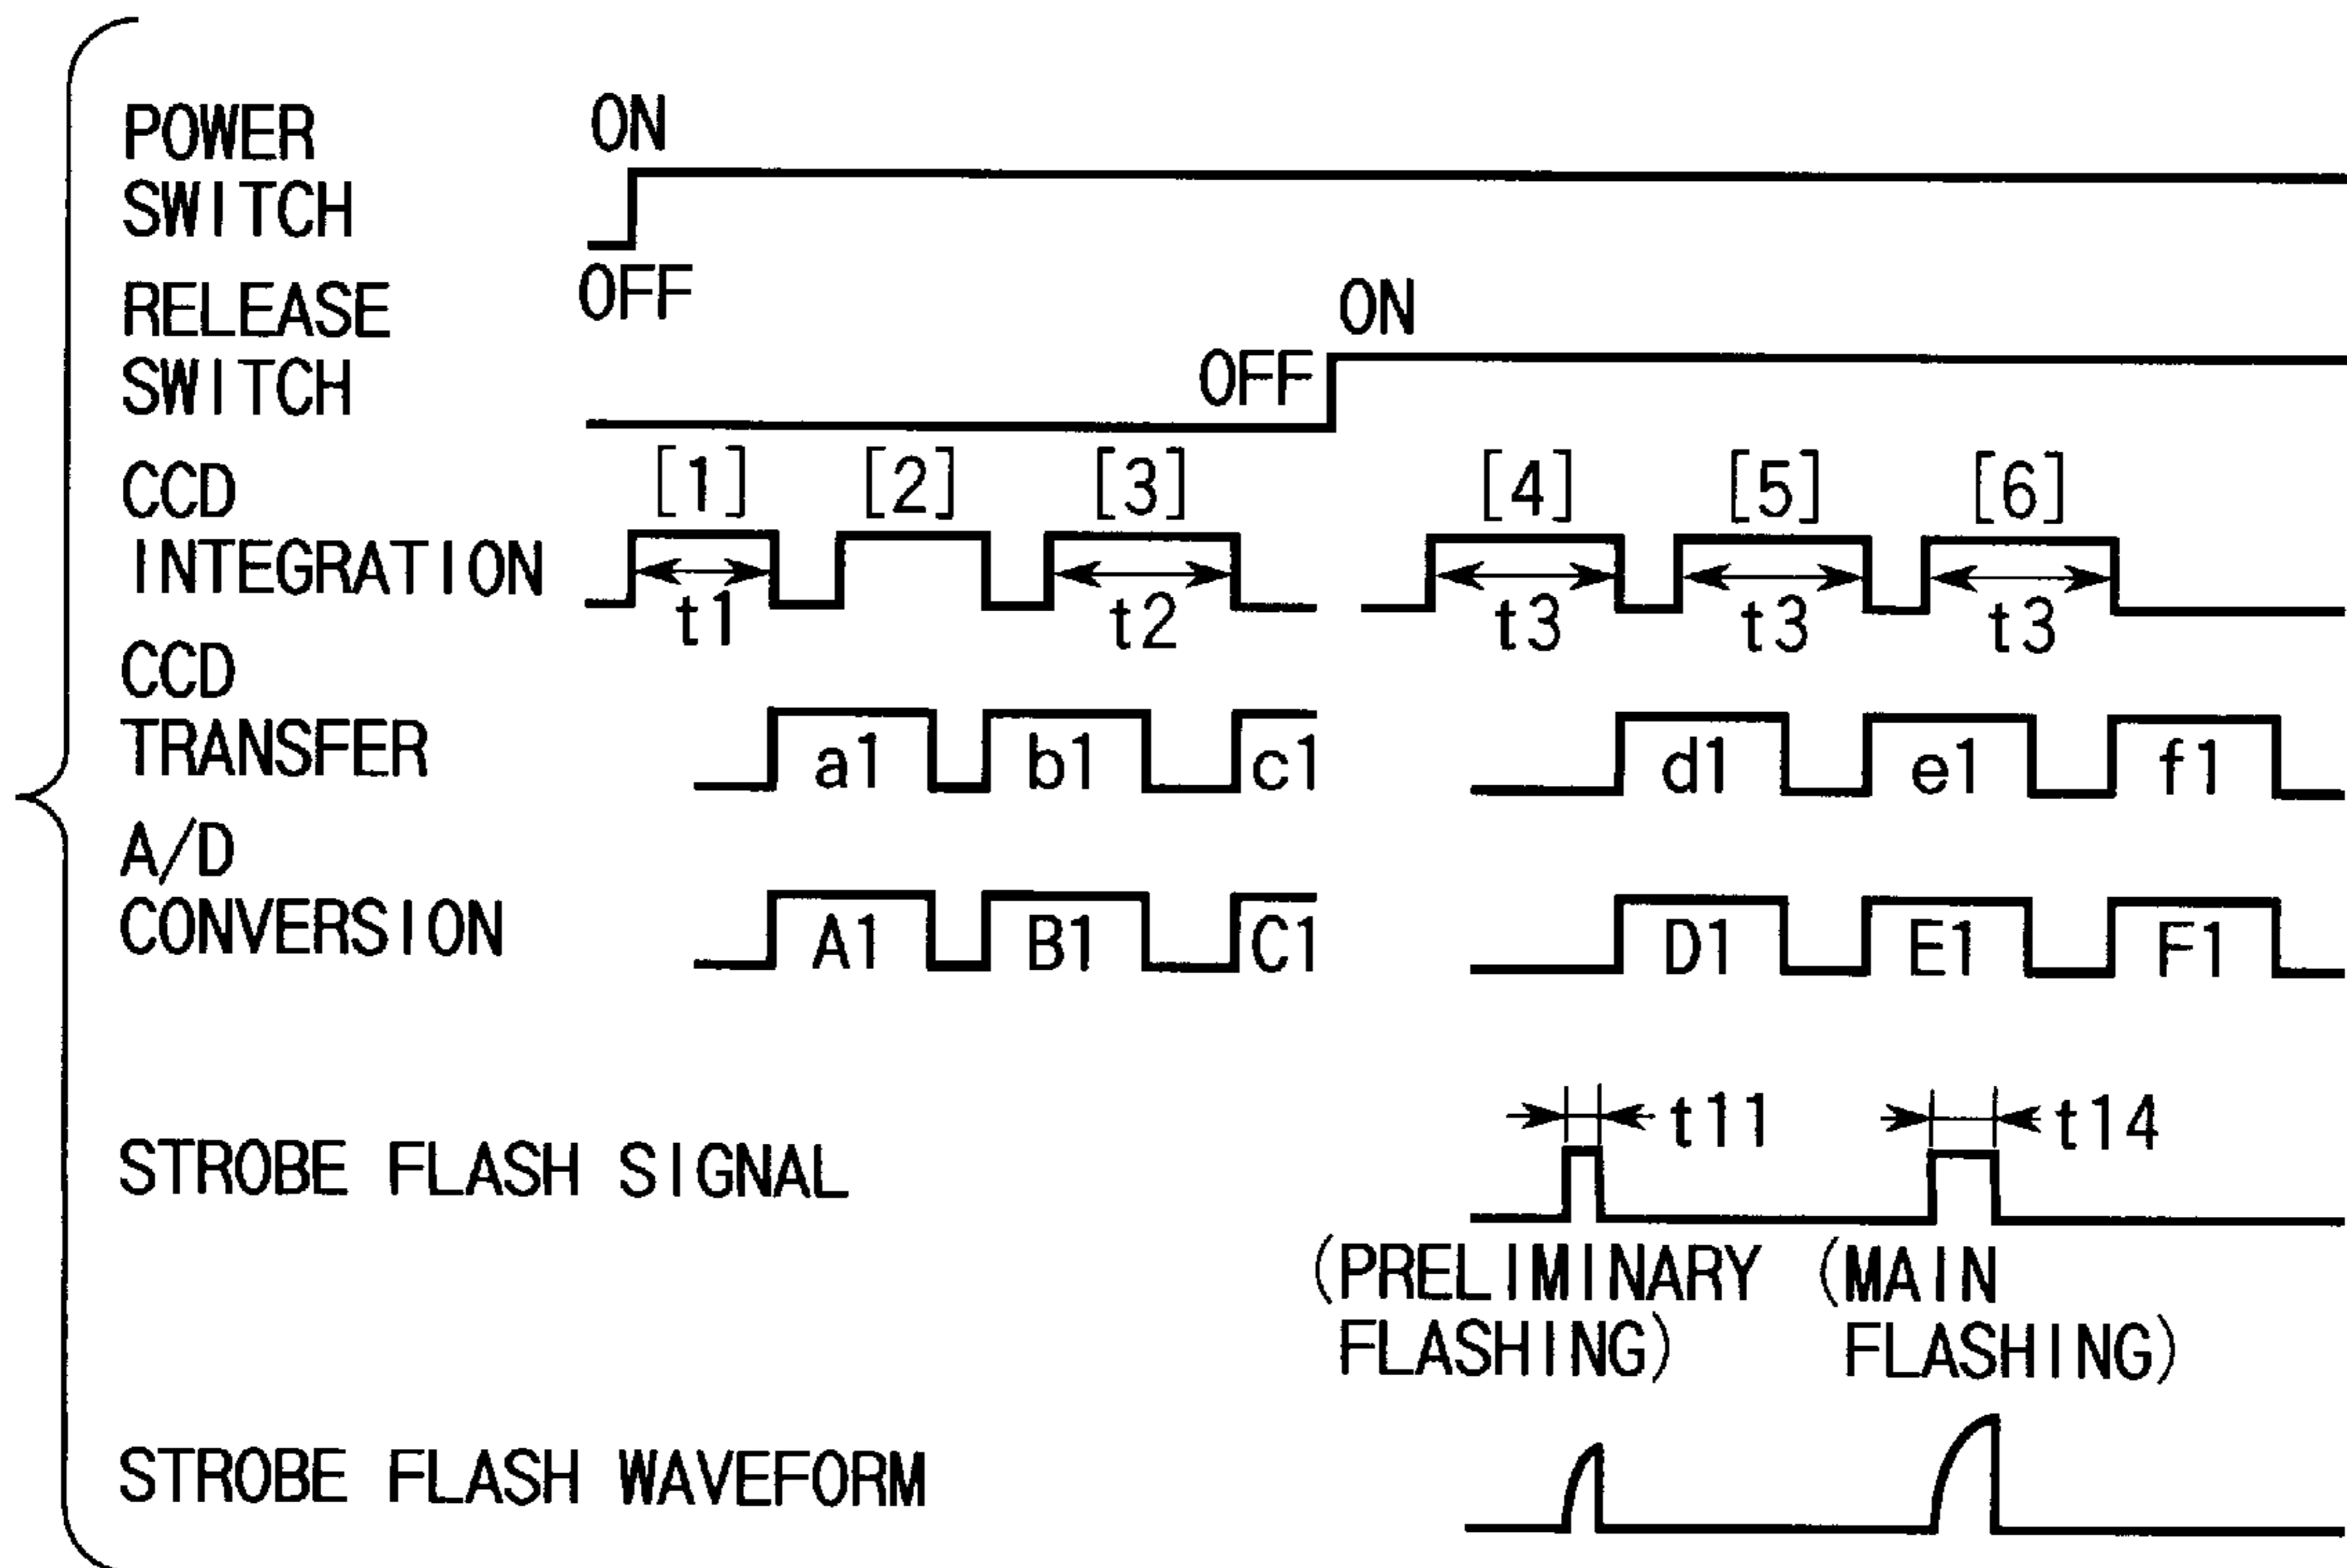 POWER
SWITCH
ON
OFF
RELEASE
SWITCH
OFF
ON
CCD
INTEGRATION
[1] [2] [3] [4] [5] [6]
t1 t2 t3 t3 t3
CCD
TRANSFER
a1 b1 c1 d1 e1 f1
A/D
CONVERSION
A1 B1 C1 D1 E1 F1
t11 t14
STROBE FLASH SIGNAL
(PRELIMINARY
FLASHING)
(MAIN
FLASHING)
STROBE FLASH WAVEFORM